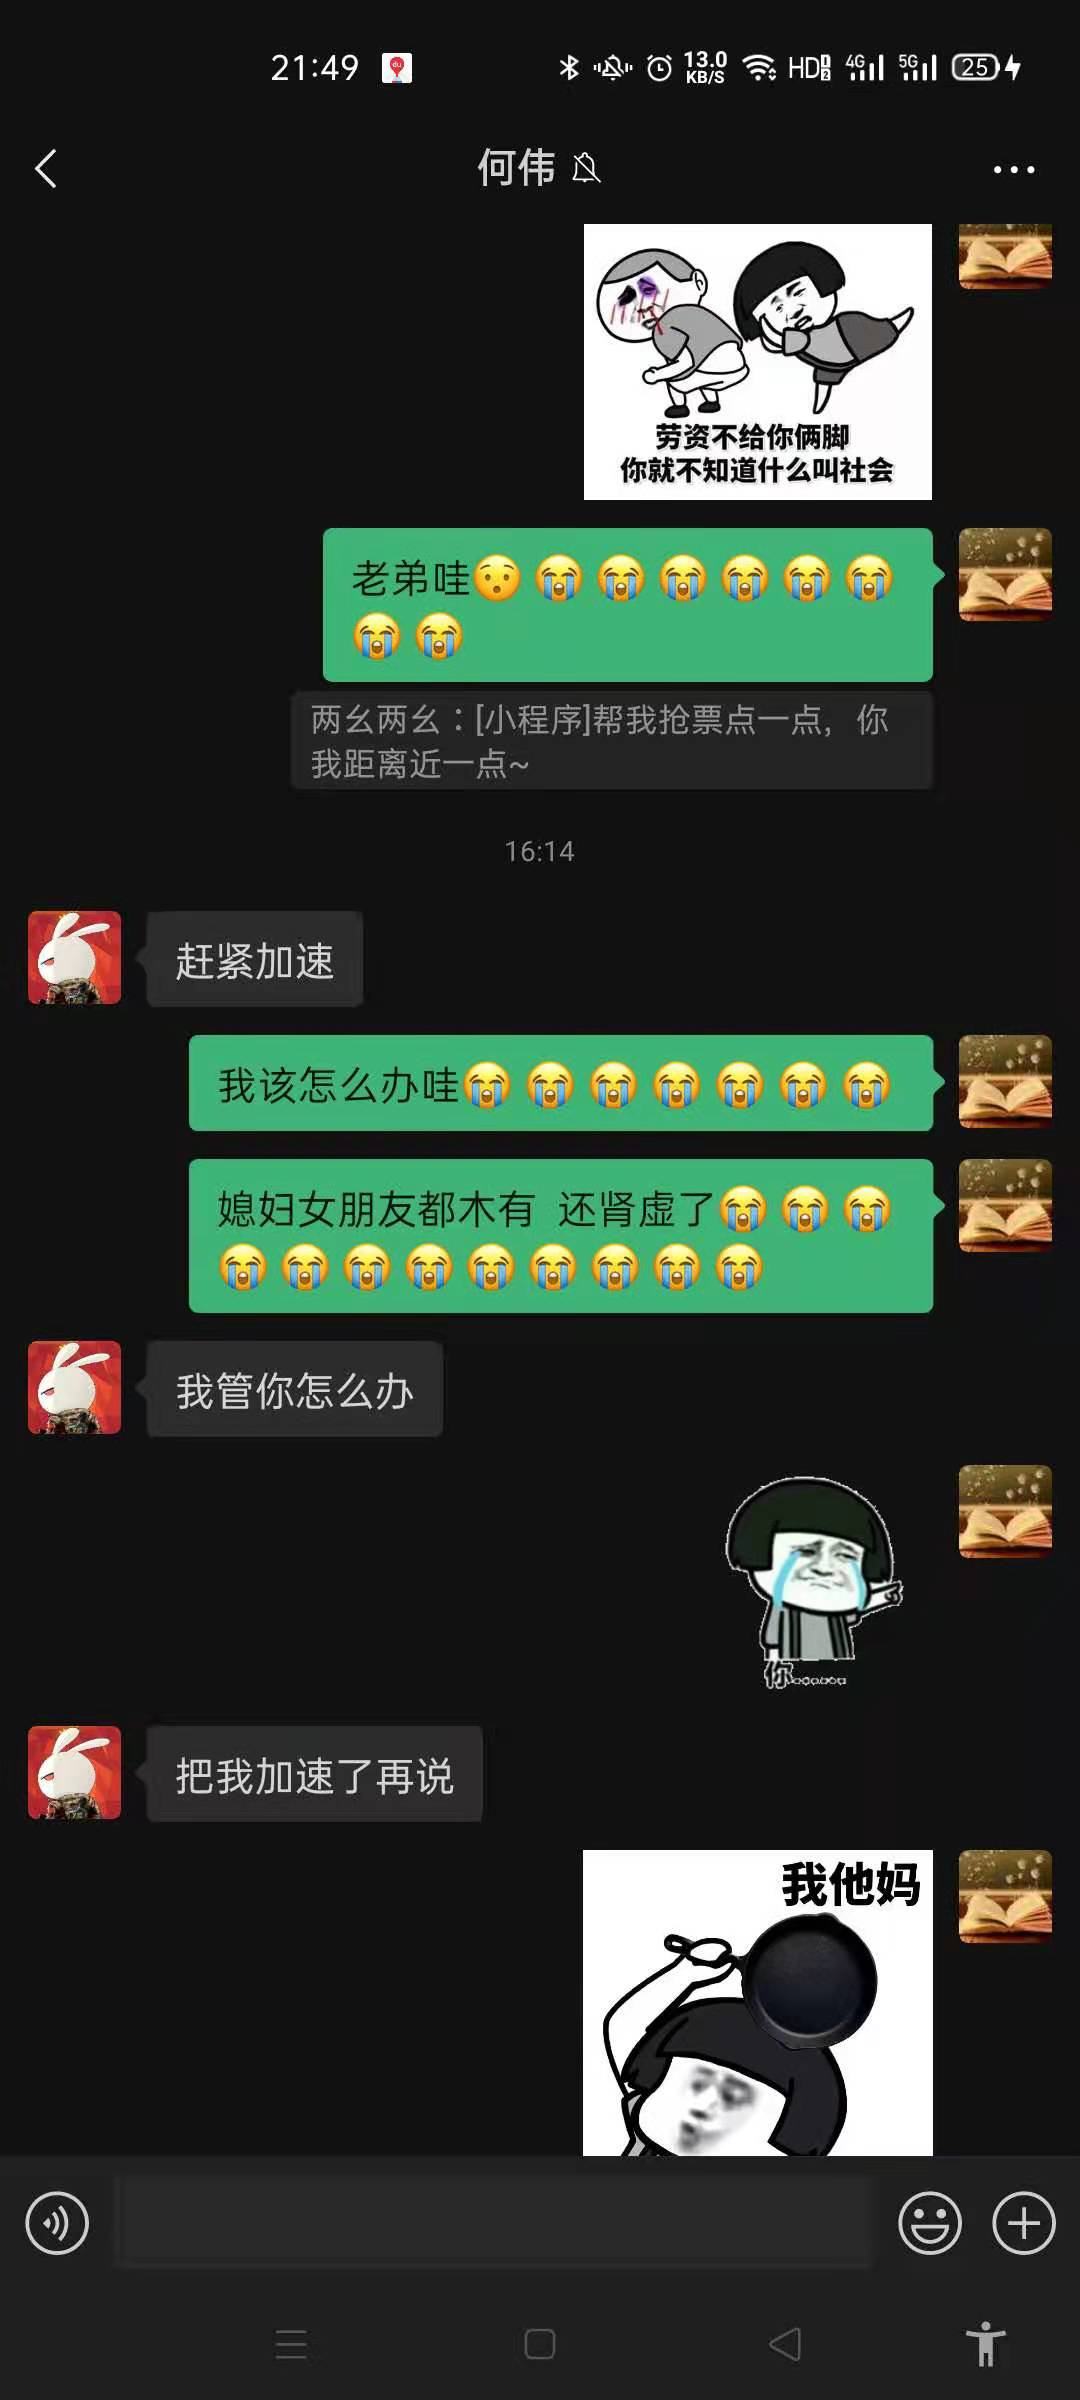 21:49
du
13.0
KB/S
HD
1
2
4G
5G
25
何伟
劳资不给你俩脚
你就不知道什么叫社会
老弟哇😯😭😭😭😭😭😭
😭😭
两幺两幺：[小程序]帮我抢票点一点，你
我距离近一点~
16:14
赶紧加速
我该怎么办哇😭😭😭😭😭😭😭
媳妇女朋友都木有 还肾虚了😭😭😭
😭😭😭😭😭😭😭😭😭
我管你怎么办
你......
把我加速了再说
我他妈